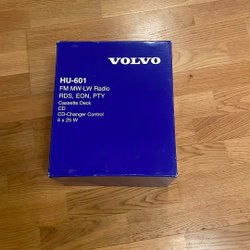 VOLVO
HU-601
FM MW-LW Radio
RDS, EON, PTY
Cassette Deck
CD
CD-Changer Control
4 x 25 W